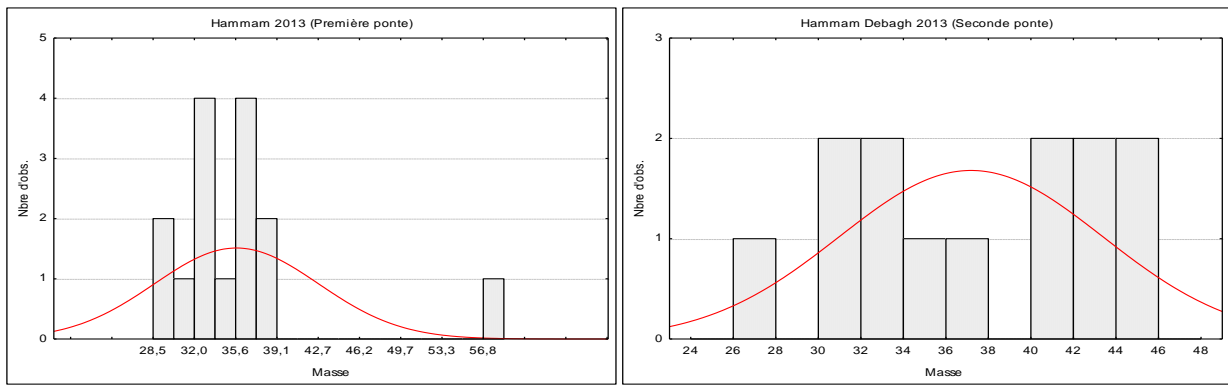 Hammam 2013 (Première ponte)
5
4
3
2
1
0
Nbre d'obs.
28,5 32,0 35,6 39,1 42,7 46,2 49,7 53,3 56,8
Masse
Hammam Debagh 2013 (Seconde ponte)
3
2
1
0
Nbre d'obs.
24 26 28 30 32 34 36 38 40 42 44 46 48
Masse